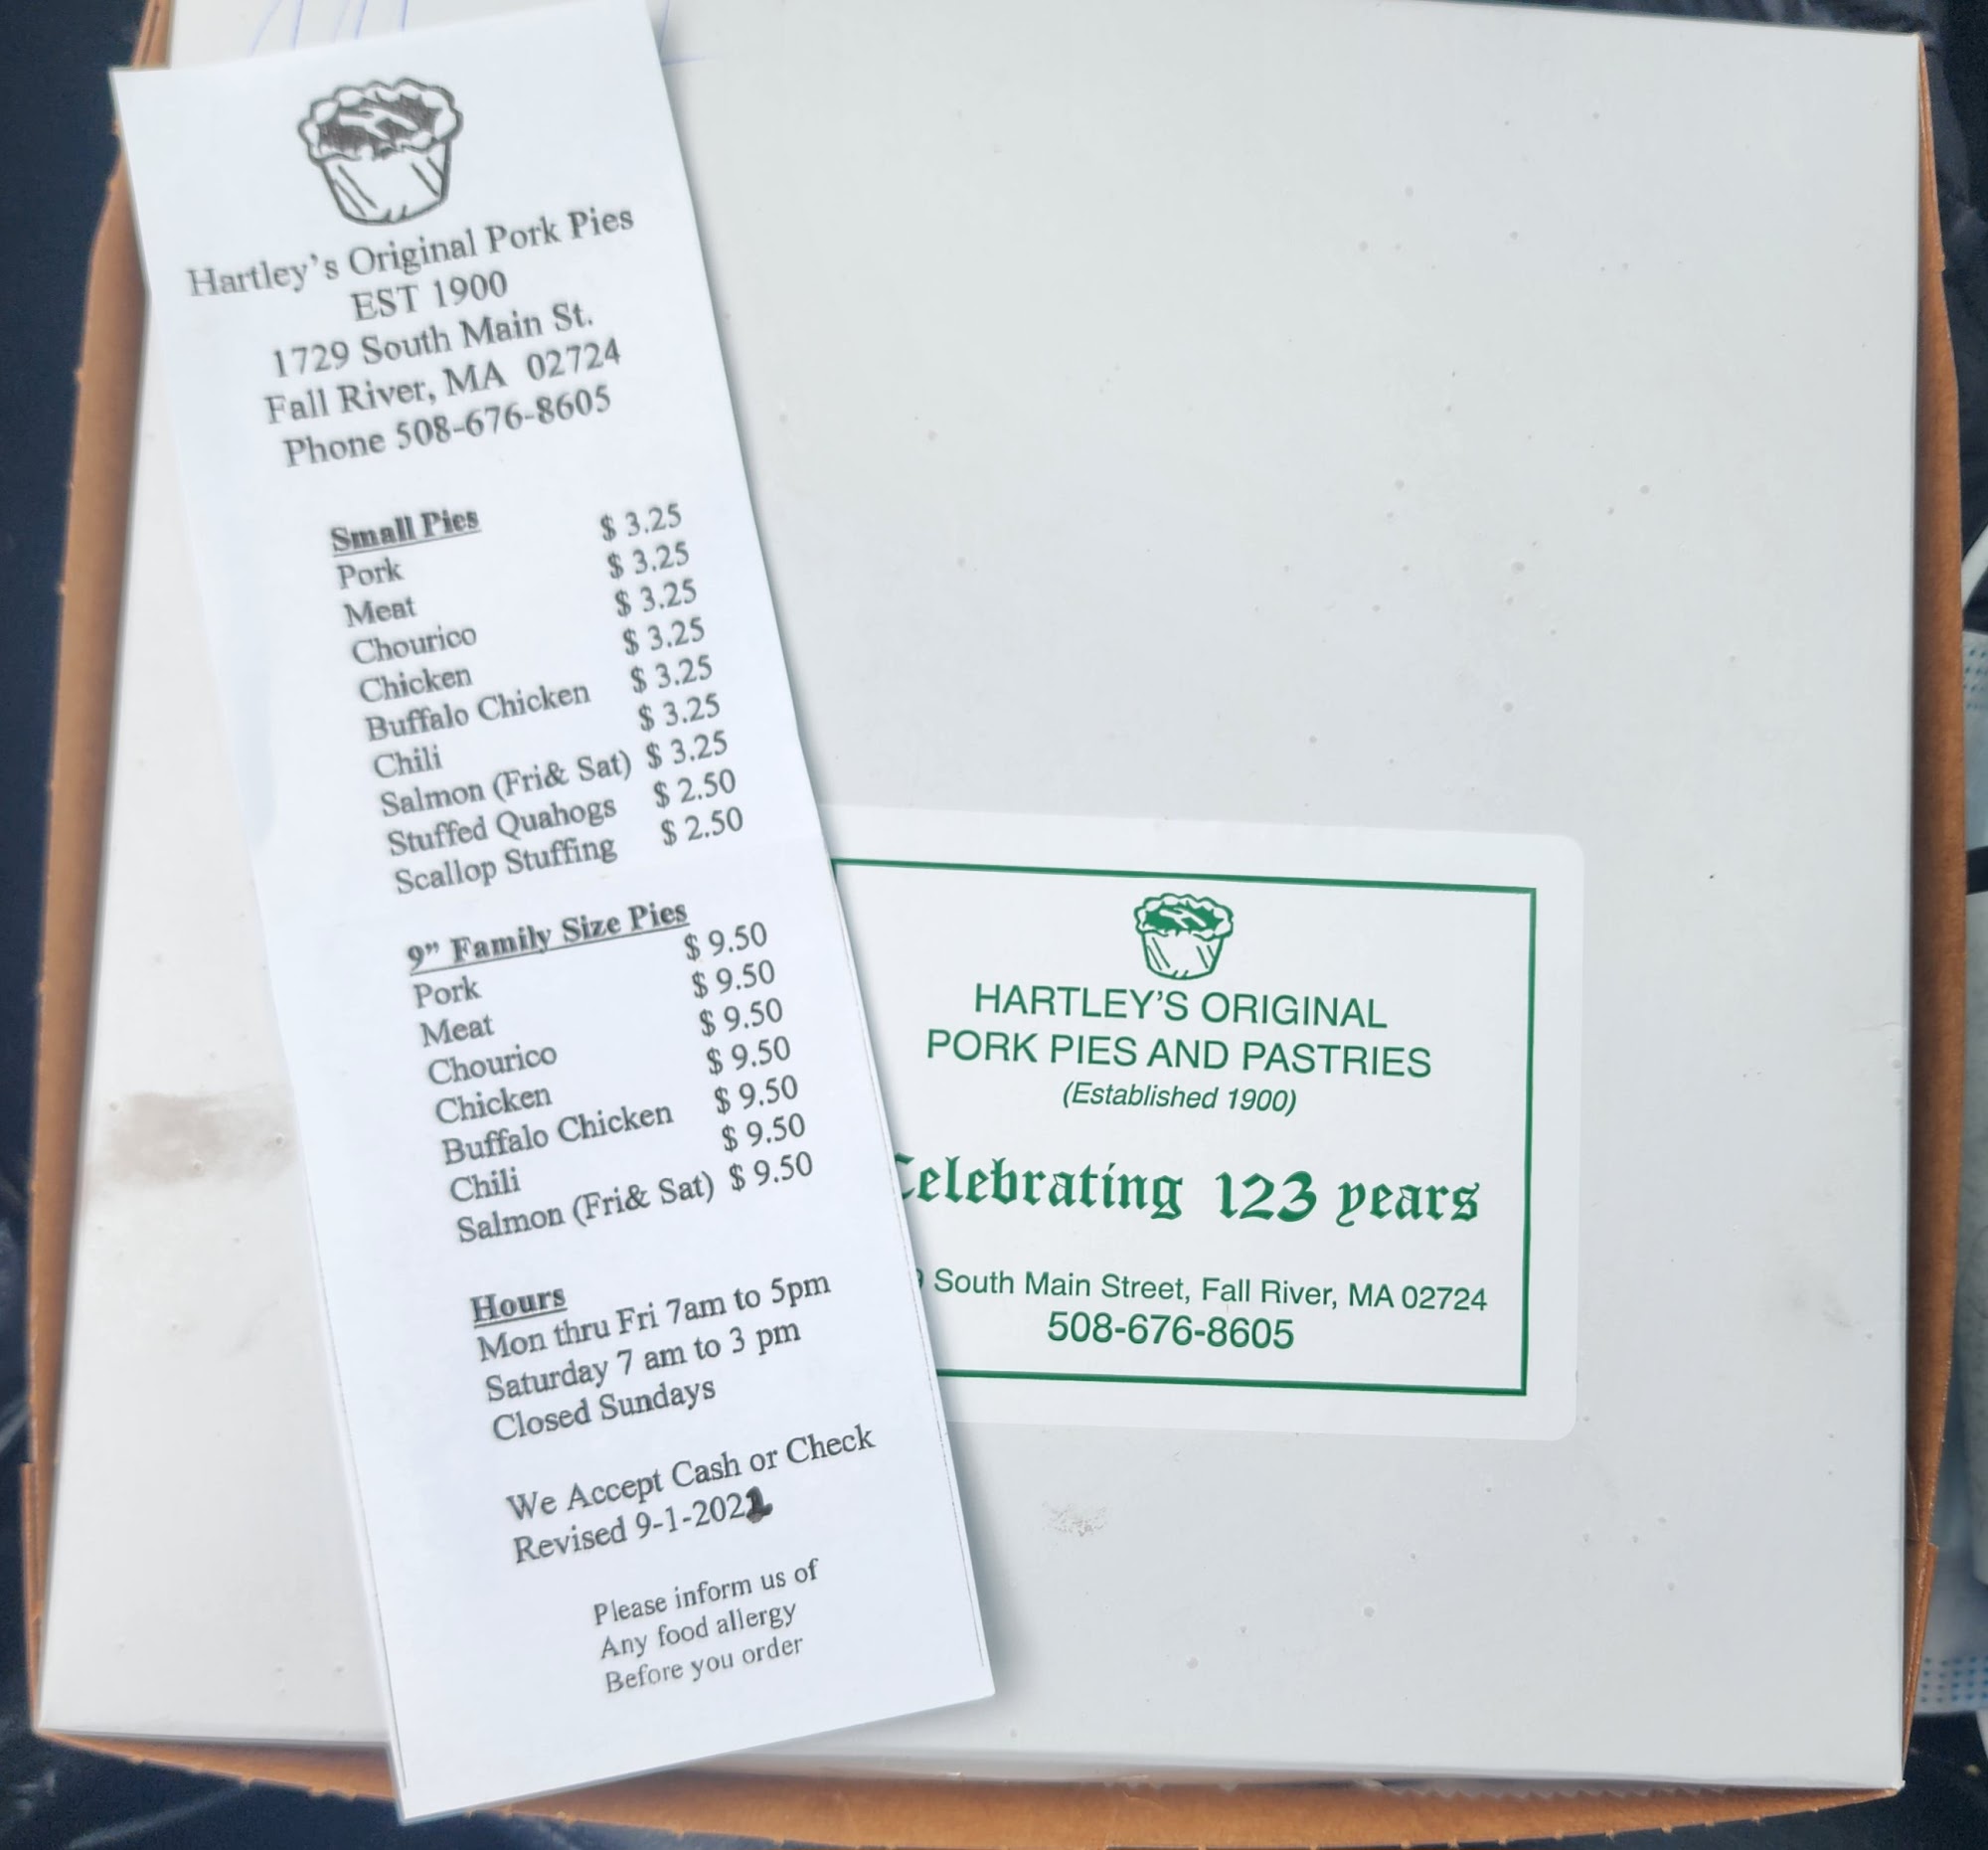 Hartley's Original Pork Pies
EST 1900
1729 South Main St.
Fall River, MA 02724
Phone 508-676-8605
Small Pies
Pork $ 3.25
Meat $ 3.25
Chourico $ 3.25
Chicken $ 3.25
Buffalo Chicken $ 3.25
Chili $ 3.25
Salmon (Fri& Sat) $ 3.25
Stuffed Quahogs $ 2.50
Scallop Stuffing $ 2.50
9” Family Size Pies
Pork $ 9.50
Meat $ 9.50
Chourico $ 9.50
Chicken $ 9.50
Buffalo Chicken $ 9.50
Chili $ 9.50
Salmon (Fri& Sat) $ 9.50
Hours
Mon thru Fri 7am to 5pm
Saturday 7 am to 3 pm
Closed Sundays
We Accept Cash or Check
Revised 9-1-2022
Please inform us of
Any food allergy
Before you order
HARTLEY'S ORIGINAL
PORK PIES AND PASTRIES
(Established 1900)
Celebrating 123 years
South Main Street, Fall River, MA 02724
508-676-8605